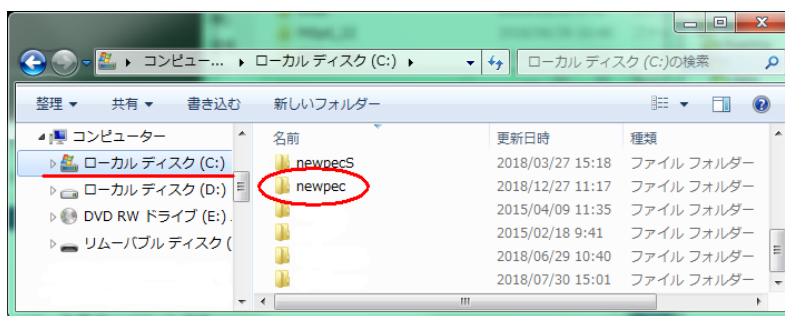 コンピュー... ローカル ディスク (C:) ローカル ディスク (C:)の検索
整理 共有 書き込む 新しいフォルダー
コンピューター
ローカル ディスク (C:)
ローカル ディスク (D:)
DVD RW ドライブ (E:)
リムーバブル ディスク (
名前 更新日時 種類
newpecS 2018/03/27 15:18 ファイル フォルダー
newpec 2018/12/27 11:17 ファイル フォルダー
2015/04/09 11:35 ファイル フォルダー
2015/02/18 9:41 ファイル フォルダー
2018/06/29 10:40 ファイル フォルダー
2018/07/30 15:01 ファイル フォルダー